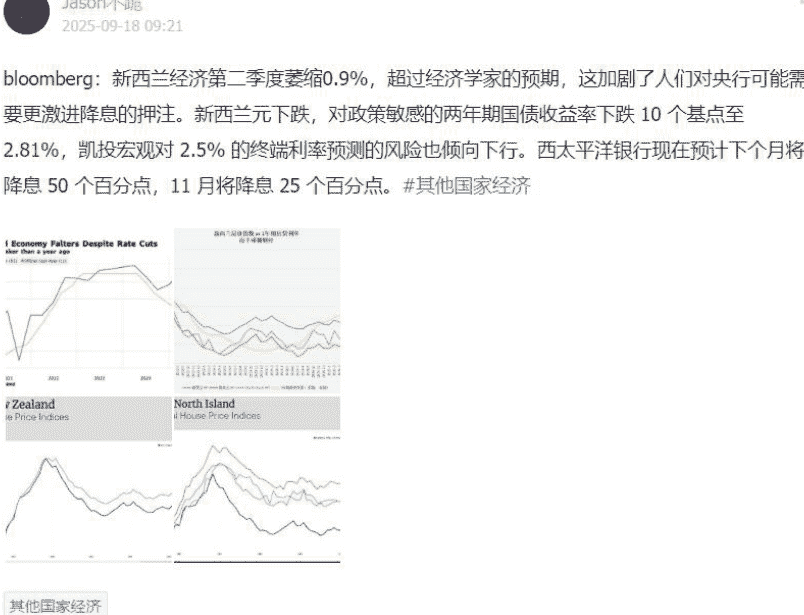 Jason不跪
2025-09-18 09:21
bloomberg：新西兰经济第二季度萎缩0.9%，超过经济学家的预期，这加剧了人们对央行可能需
要更激进降息的押注。新西兰元下跌，对政策敏感的两年期国债收益率下跌 10 个基点至
2.81%，凯投宏观对 2.5% 的终端利率预测的风险也倾向下行。西太平洋银行现在预计下个月将
降息 50 个百分点，11 月将降息 25 个百分点。#其他国家经济
Economy Falters Despite Rate Cuts
than a year ago
Zealand
Price Indices
North Island
House Price Indices
其他国家经济